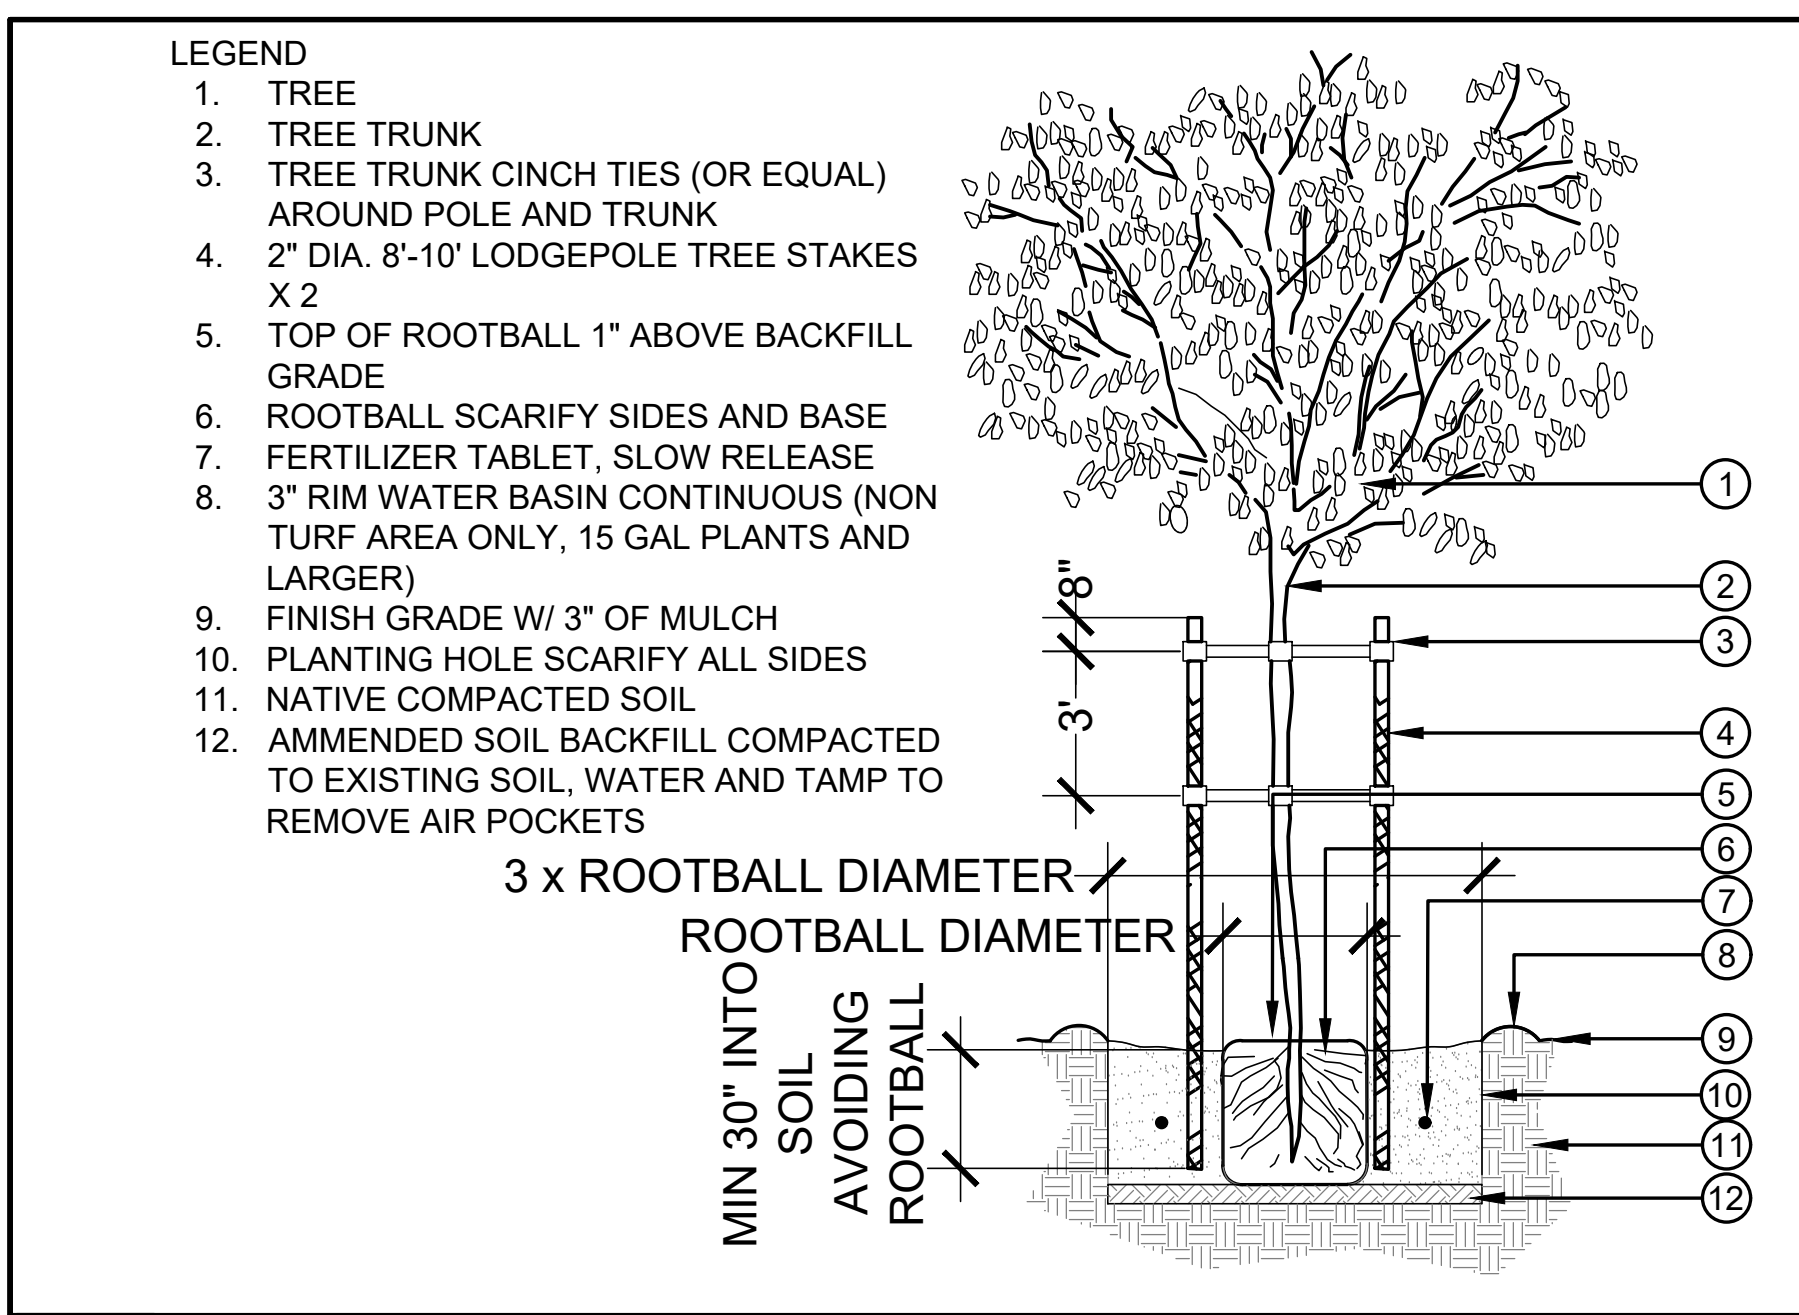 LEGEND
1. TREE
2. TREE TRUNK
3. TREE TRUNK CINCH TIES (OR EQUAL)
AROUND POLE AND TRUNK
4. 2" DIA. 8'-10' LODGEPOLE TREE STAKES
X 2
5. TOP OF ROOTBALL 1" ABOVE BACKFILL
GRADE
6. ROOTBALL SCARIFY SIDES AND BASE
7. FERTILIZER TABLET, SLOW RELEASE
8. 3" RIM WATER BASIN CONTINUOUS (NON
TURF AREA ONLY, 15 GAL PLANTS AND
LARGER)
9. FINISH GRADE W/ 3" OF MULCH
10. PLANTING HOLE SCARIFY ALL SIDES
11. NATIVE COMPACTED SOIL
12. AMMENDED SOIL BACKFILL COMPACTED
TO EXISTING SOIL, WATER AND TAMP TO
REMOVE AIR POCKETS
8"
3'
3 x ROOTBALL DIAMETER
ROOTBALL DIAMETER
MIN 30" INTO
SOIL
AVOIDING
ROOTBALL
1
2
3
4
5
6
7
8
9
10
11
12